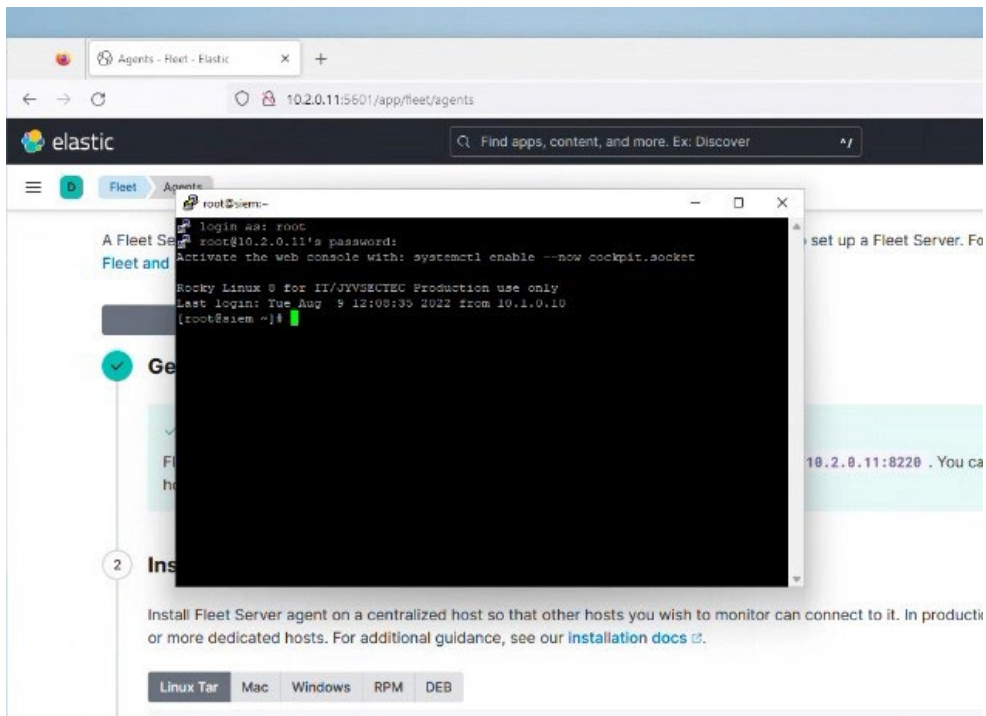 Agents - Fleet - Elastic
10.2.0.11:5601/app/fleet/agents
elastic
Find apps, content, and more. Ex: Discover
^/
D
Fleet
Agents
root@siem:~
login as: root
root@10.2.0.11's password:
Activate the web console with: systemctl enable --now cockpit.socket
Rocky Linux 8 for IT/JYVSECTEC Production use only
Last login: Tue Aug 9 12:08:35 2022 from 10.1.0.10
[root@siem ~]#
A Fleet Se
set up a Fleet Server. Fo
Fleet and
Ge
Fl
10.2.0.11:8220 . You ca
ho
2
Ins
Install Fleet Server agent on a centralized host so that other hosts you wish to monitor can connect to it. In producti
or more dedicated hosts. For additional guidance, see our installation docs
Linux Tar
Mac
Windows
RPM
DEB